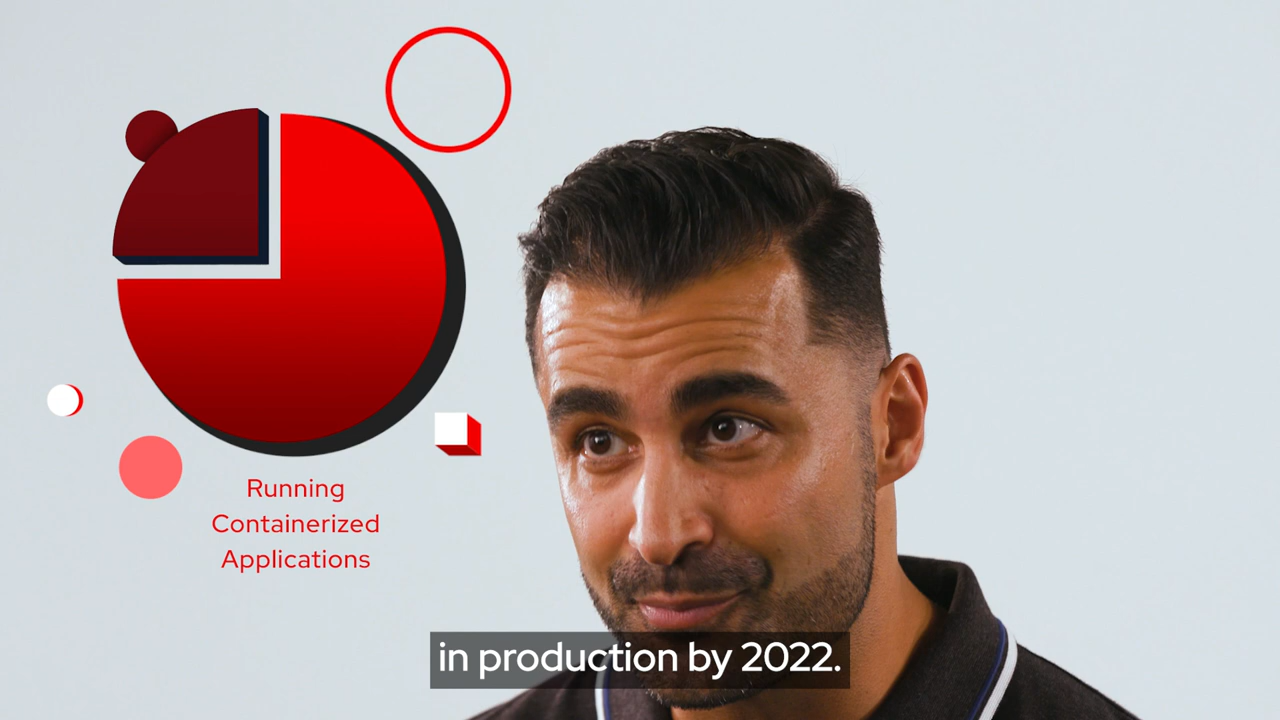 Running
Containerized
Applications
in production by 2022.